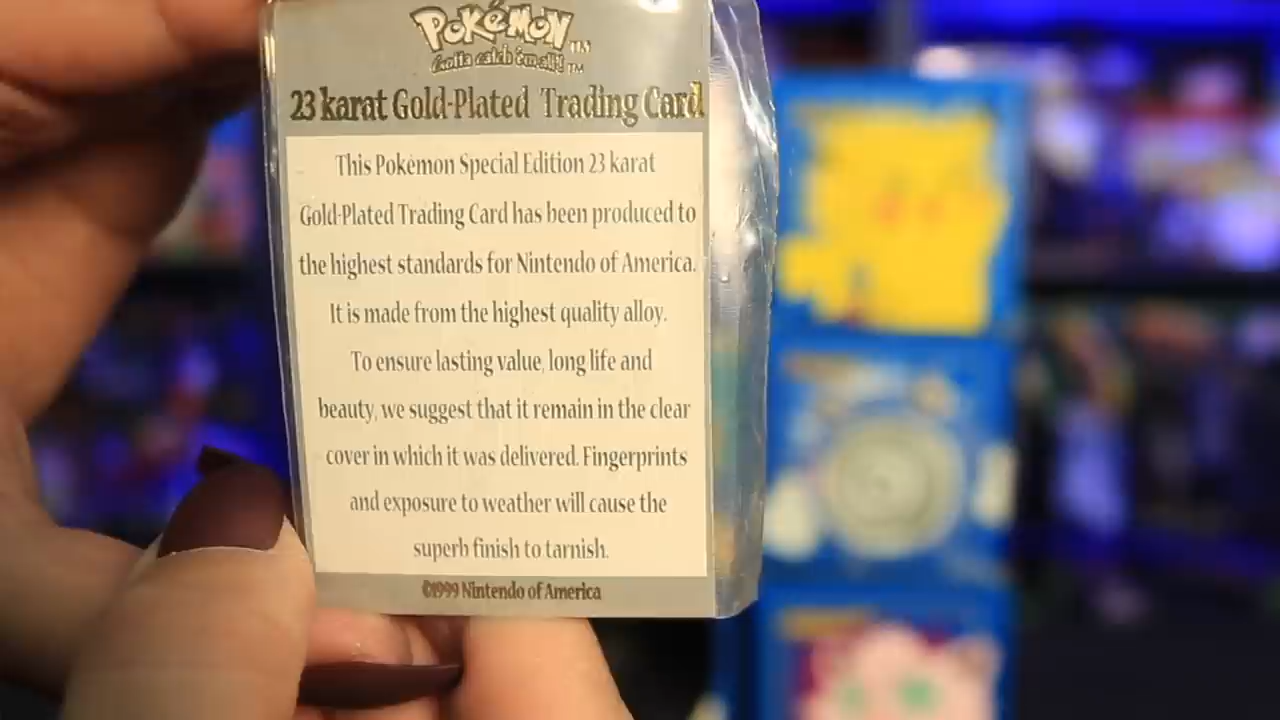 POKéMON™
Gotta catch 'em all!™
23 karat Gold-Plated Trading Card
This Pokémon Special Edition 23 karat
Gold-Plated Trading Card has been produced to
the highest standards for Nintendo of America.
It is made from the highest quality alloy.
To ensure lasting value, long life and
beauty, we suggest that it remain in the clear
cover in which it was delivered. Fingerprints
and exposure to weather will cause the
superb finish to tarnish.
©1999 Nintendo of America